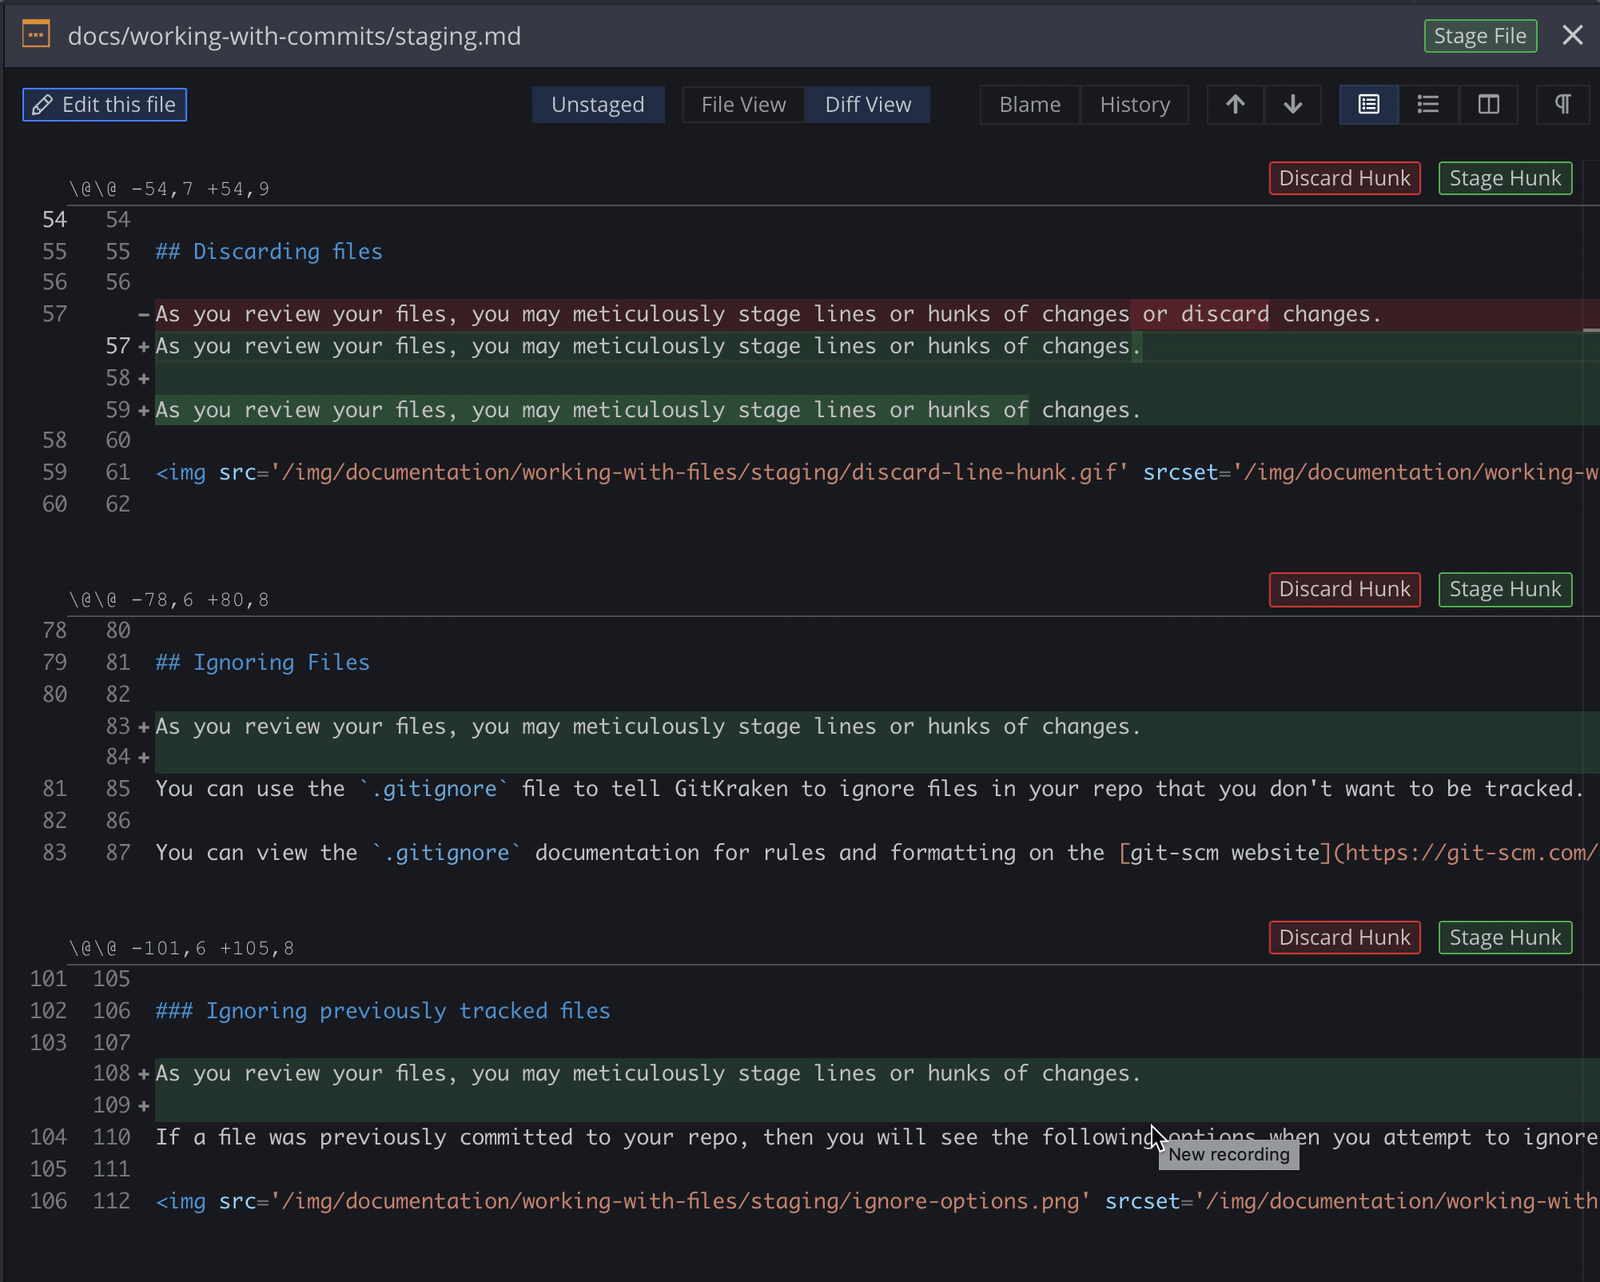 docs/working-with-commits/staging.md Stage File
Edit this file Unstaged File View Diff View Blame History
\@\@ -54,7 +54,9 Discard Hunk Stage Hunk
54 54
55 55 ## Discarding files
56 56
57 −As you review your files, you may meticulously stage lines or hunks of changes or discard changes.
57 +As you review your files, you may meticulously stage lines or hunks of changes.
58 +
59 +As you review your files, you may meticulously stage lines or hunks of changes.
58 60
59 61 <img src='/img/documentation/working-with-files/staging/discard-line-hunk.gif' srcset='/img/documentation/working-w
60 62
\@\@ -78,6 +80,8 Discard Hunk Stage Hunk
78 80
79 81 ## Ignoring Files
80 82
83 +As you review your files, you may meticulously stage lines or hunks of changes.
84 +
81 85 You can use the `.gitignore` file to tell GitKraken to ignore files in your repo that you don't want to be tracked.
82 86
83 87 You can view the `.gitignore` documentation for rules and formatting on the [git-scm website](https://git-scm.com/
\@\@ -101,6 +105,8 Discard Hunk Stage Hunk
101 105
102 106 ### Ignoring previously tracked files
103 107
108 +As you review your files, you may meticulously stage lines or hunks of changes.
109 +
104 110 If a file was previously committed to your repo, then you will see the following options when you attempt to ignore
New recording
105 111
106 112 <img src='/img/documentation/working-with-files/staging/ignore-options.png' srcset='/img/documentation/working-with